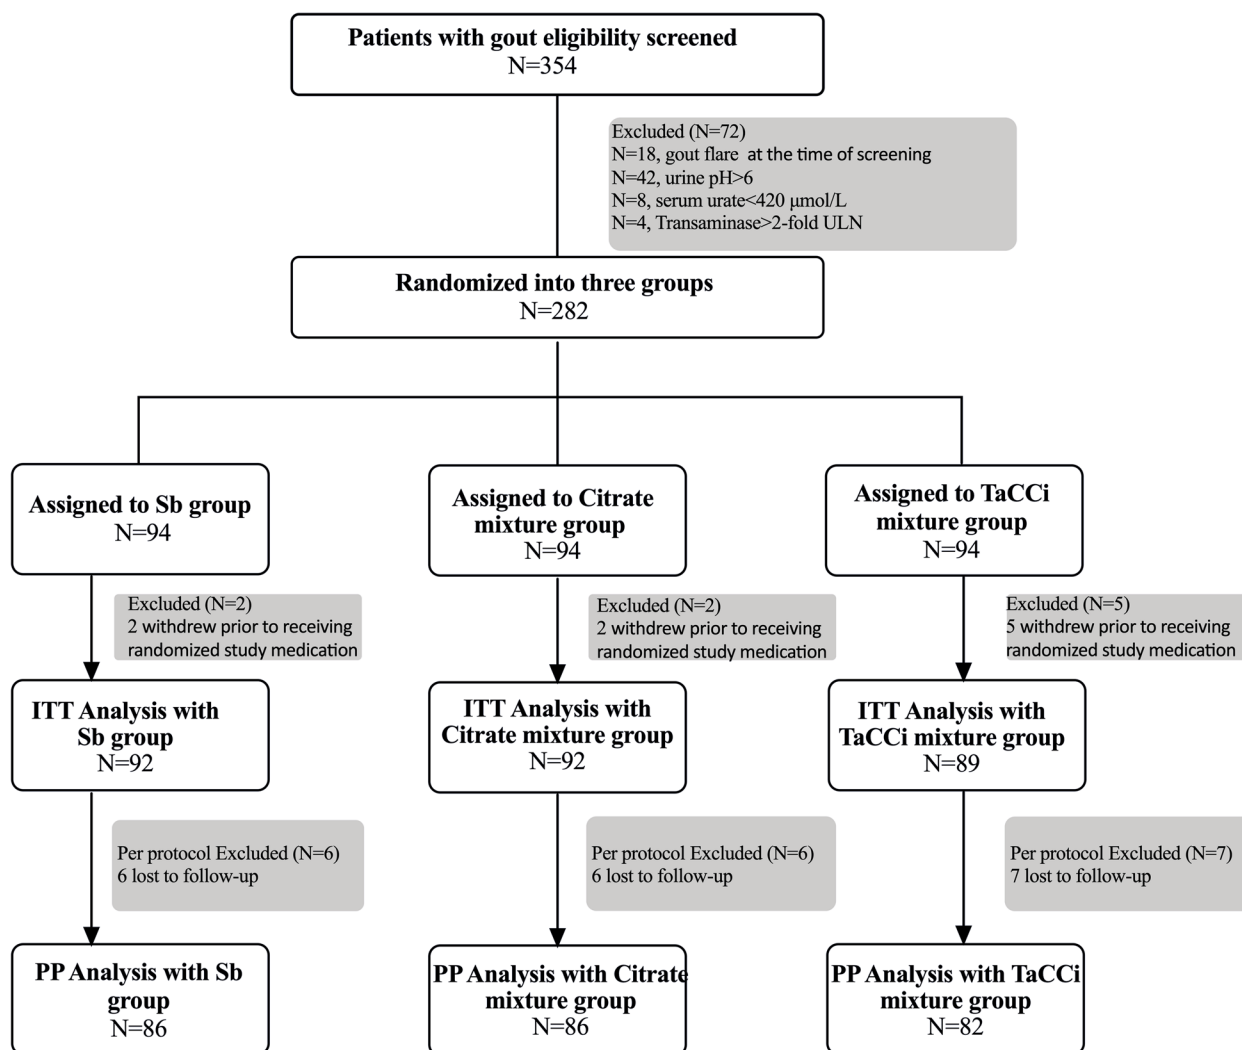 Patients with gout eligibility screened
N=354
Excluded (N=72)
N=18, gout flare at the time of screening
N=42, urine pH>6
N=8, serum urate<420 μmol/L
N=4, Transaminase>2-fold ULN
Randomized into three groups
N=282
Assigned to Sb group
N=94
Assigned to Citrate
mixture group
N=94
Assigned to TaCCi
mixture group
N=94
Excluded (N=2)
2 withdrew prior to receiving
randomized study medication
Excluded (N=2)
2 withdrew prior to receiving
randomized study medication
Excluded (N=5)
5 withdrew prior to receiving
randomized study medication
ITT Analysis with
Sb group
N=92
ITT Analysis with
Citrate mixture group
N=92
ITT Analysis with
TaCCi mixture group
N=89
Per protocol Excluded (N=6)
6 lost to follow-up
Per protocol Excluded (N=6)
6 lost to follow-up
Per protocol Excluded (N=7)
7 lost to follow-up
PP Analysis with Sb
group
N=86
PP Analysis with Citrate
mixture group
N=86
PP Analysis with TaCCi
mixture group
N=82